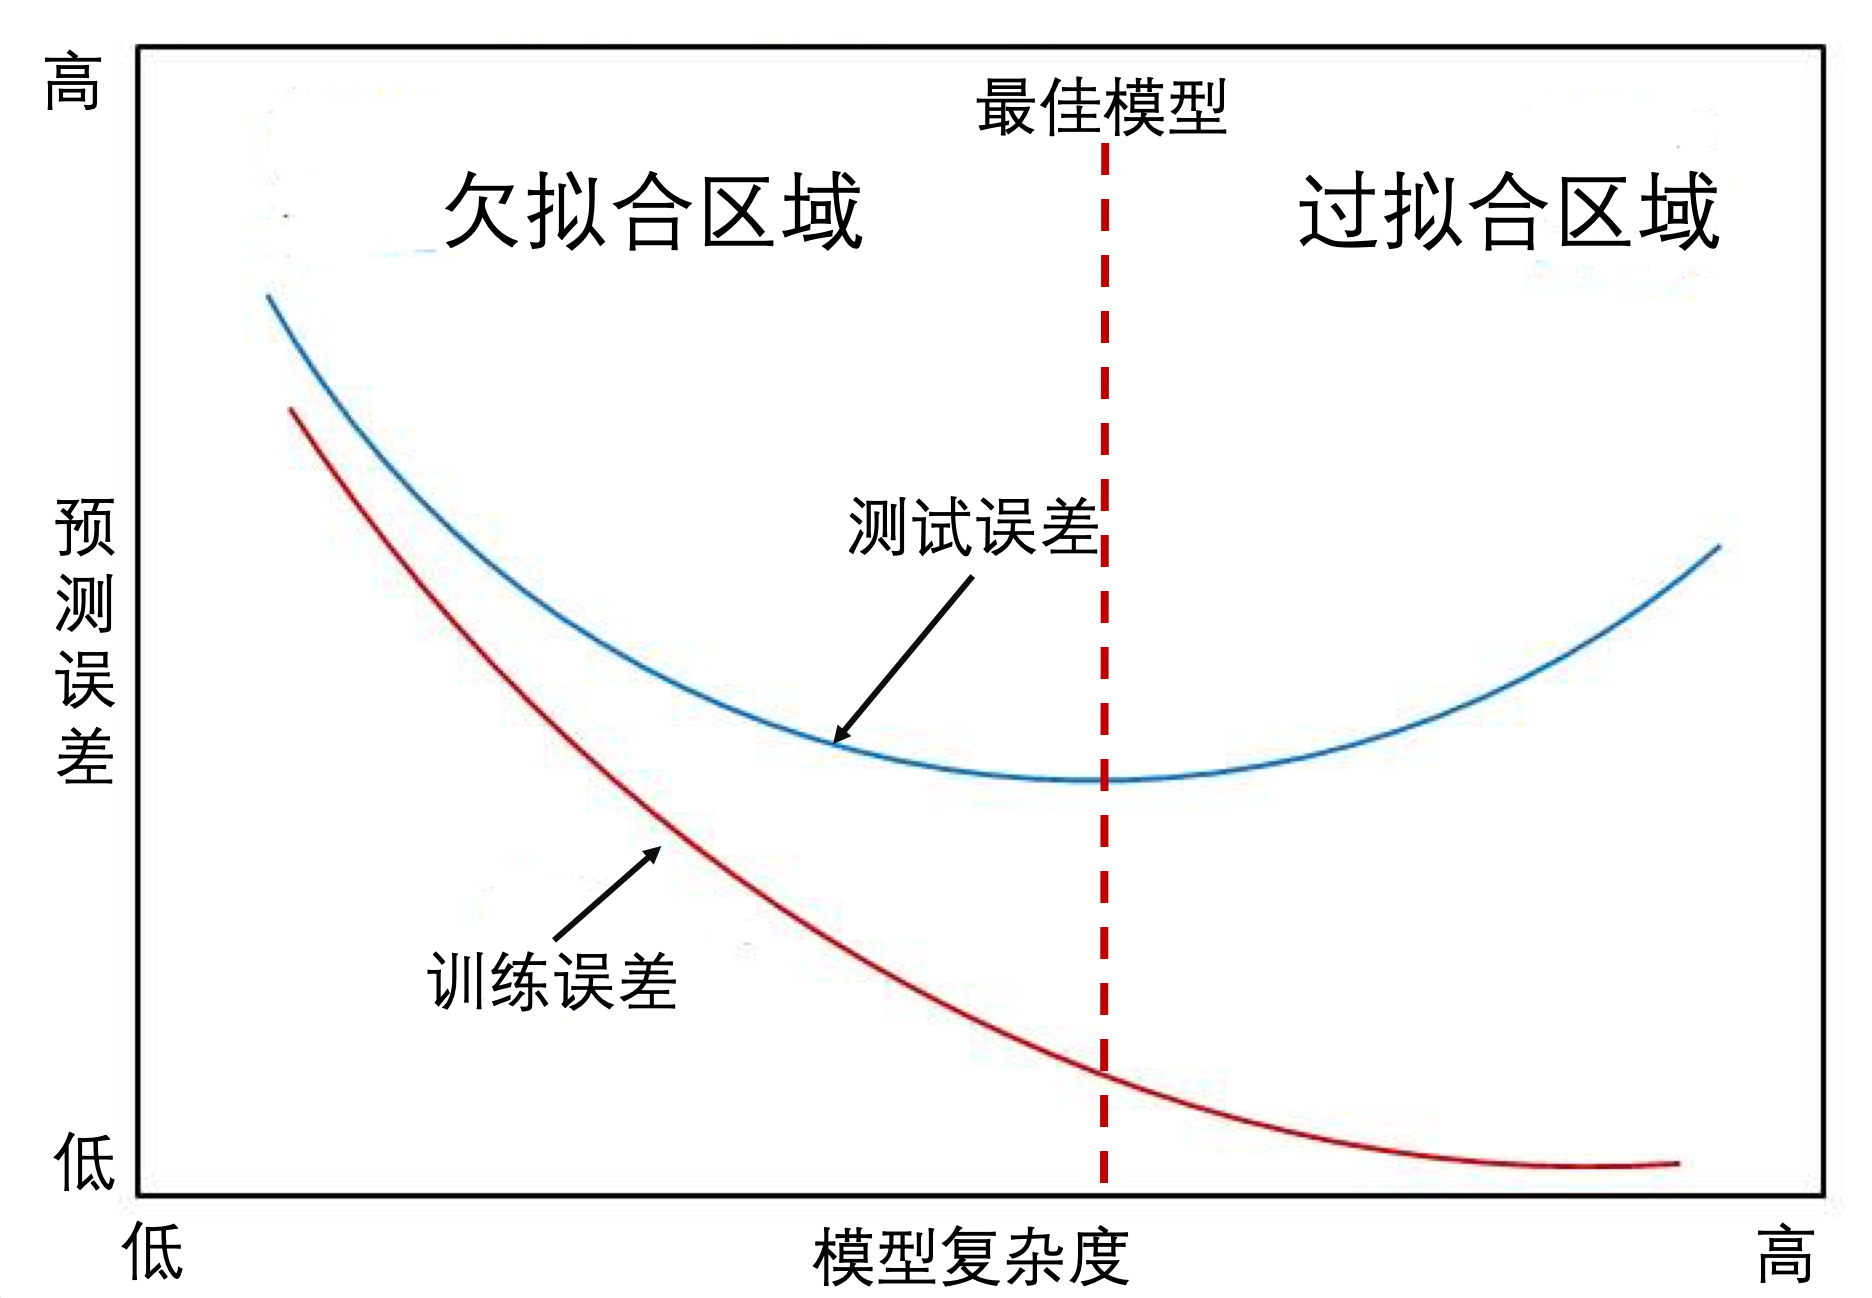 高
最佳模型
欠拟合区域
过拟合区域
预测误差
测试误差
训练误差
低
低
模型复杂度
高